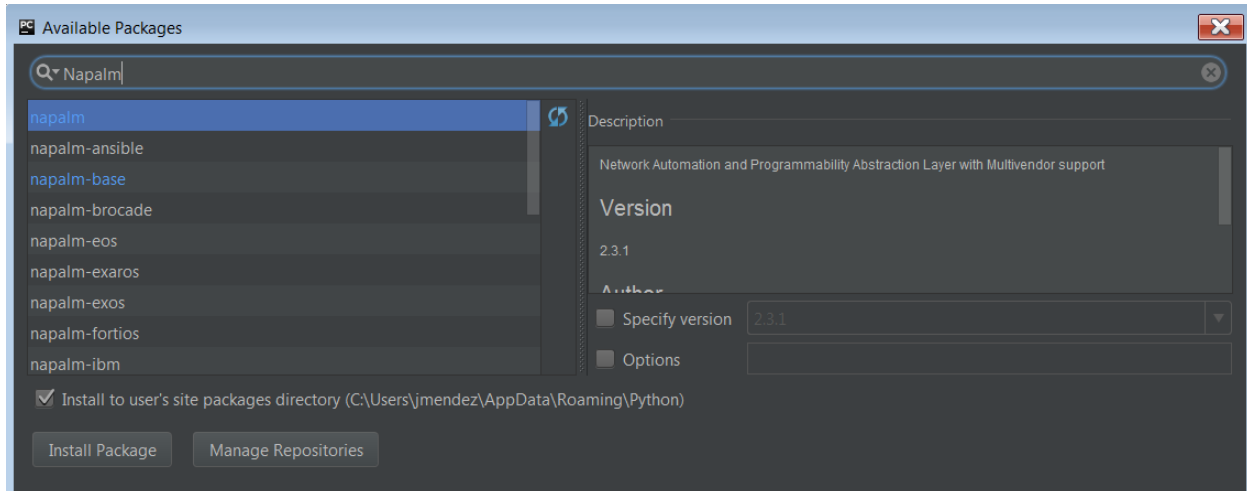 PC Available Packages
Napalm
napalm
napalm-ansible
napalm-base
napalm-brocade
napalm-eos
napalm-exaros
napalm-exos
napalm-fortios
napalm-ibm
Description
Network Automation and Programmability Abstraction Layer with Multivendor support
Version
2.3.1
Author
Specify version 2.3.1
Options
Install to user's site packages directory (C:\Users\jmendez\AppData\Roaming\Python)
Install Package Manage Repositories